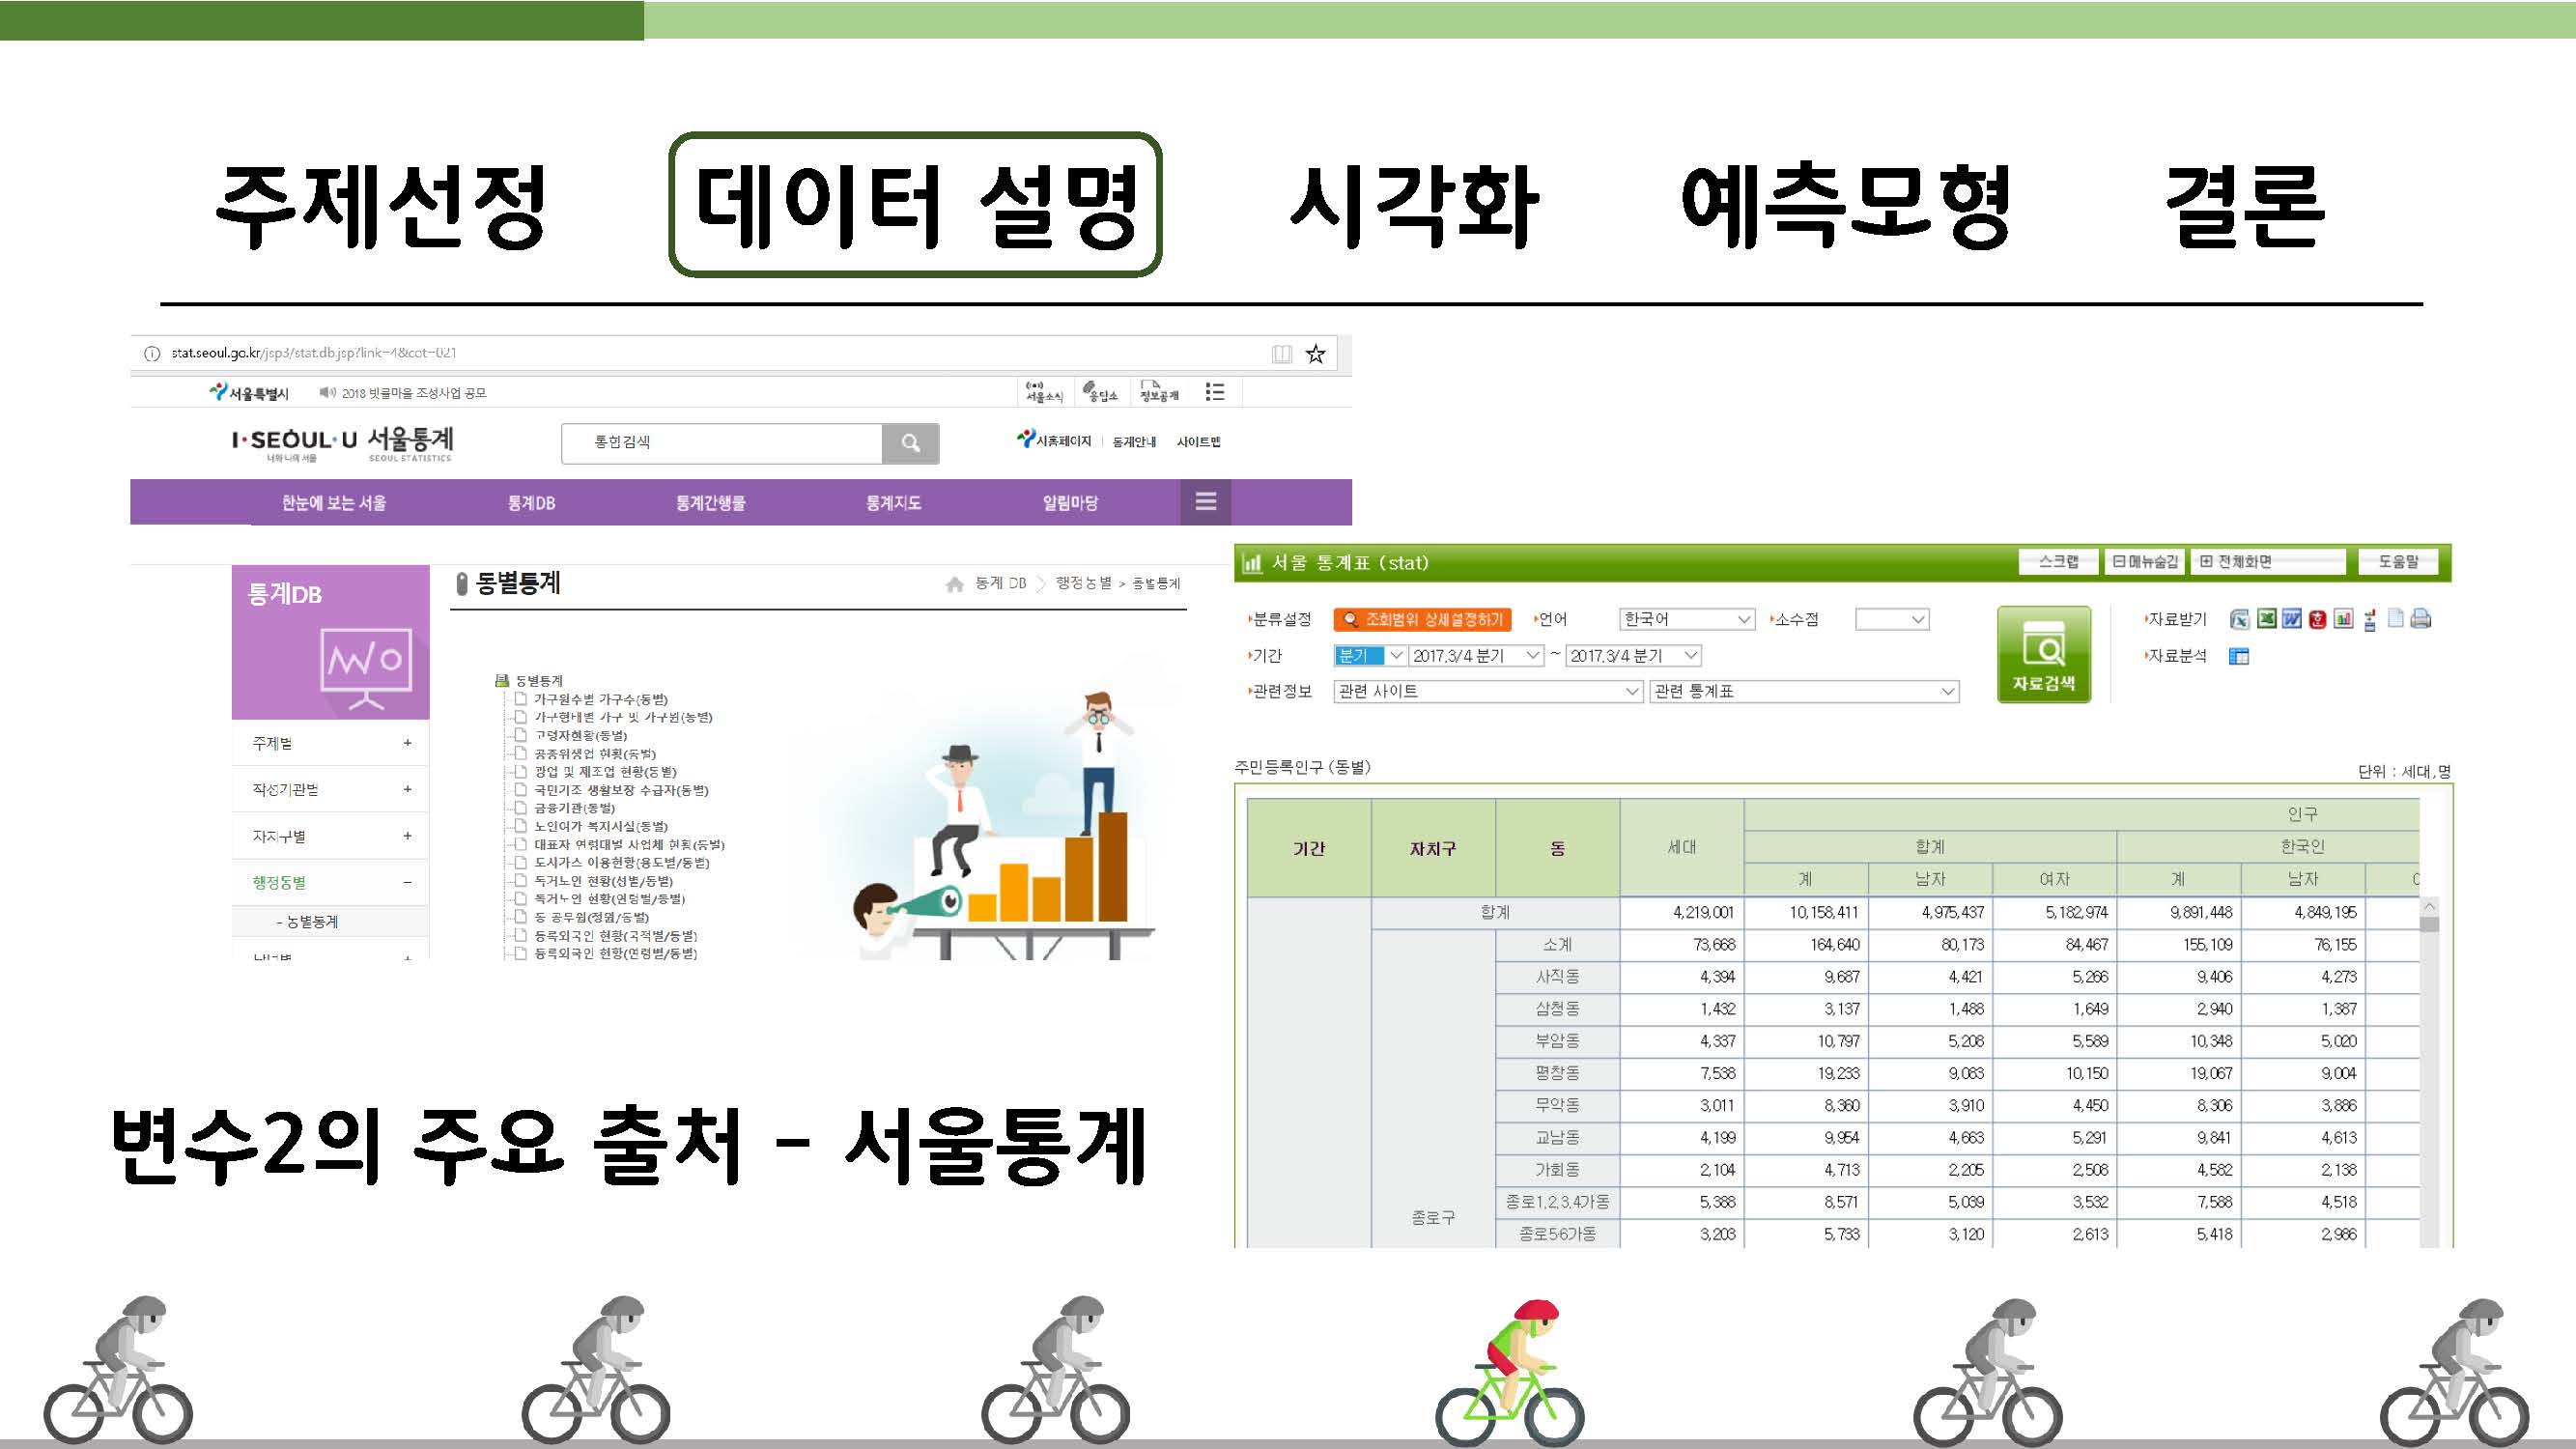 주제선정 데이터 설명 시각화 예측모형 결론
stat.seoul.go.kr/jsp3/stat.db.jsp?link=4&cot=021
서울특별시 2018 빗물마을 조성사업 공모 서울소식 응답소 정보공개
I·SEOUL·U 너와 나의 서울 서울통계 SEOUL STATISTICS 통합검색 시홈페이지 통계안내 사이트맵
한눈에 보는 서울 통계DB 통계간행물 통계지도 알림마당
통계DB
주제별 +
작성기관별 +
자치구별 +
행정동별 -
- 동별통계
동별통계 통계 DB > 행정동별 > 동별통계
동별통계
가구원수별 가구수(동별)
가구형태별 가구 및 가구원(동별)
고령자현황(동별)
공중위생업 현황(동별)
광업 및 제조업 현황(동별)
국민기초 생활보장 수급자(동별)
금융기관(동별)
노인여가 복지시설(동별)
대표자 연령대별 사업체 현황(동별)
도시가스 이용현황(용도별/동별)
독거노인 현황(성별/동별)
독거노인 현황(연령별/동별)
동 공무원(정원/동별)
등록외국인 현황(국적별/동별)
등록외국인 현황(연령별/동별)
서울 통계표 (stat) 스크랩 메뉴숨김 전체화면 도움말
분류설정 조회범위 상세설정하기 언어 한국어 소수점 자료받기
기간 분기 2017.3/4 분기 ~ 2017.3/4 분기 자료분석
관련정보 관련 사이트 관련 통계표 자료검색
주민등록인구 (동별) 단위 : 세대,명
기간 자치구 동 세대 인구
합계 한국인
계 남자 여자 계 남자
합계 4,219,001 10,158,411 4,975,437 5,182,974 9,891,448 4,849,195
소계 73,668 164,640 80,173 84,467 155,109 76,155
사직동 4,394 9,687 4,421 5,266 9,406 4,273
삼청동 1,432 3,137 1,488 1,649 2,940 1,387
부암동 4,337 10,797 5,208 5,589 10,348 5,020
평창동 7,538 19,233 9,083 10,150 19,067 9,004
무악동 3,011 8,360 3,910 4,450 8,306 3,886
교남동 4,199 9,954 4,663 5,291 9,841 4,613
가회동 2,104 4,713 2,205 2,508 4,582 2,138
종로1.2.3.4가동 5,388 8,571 5,039 3,532 7,588 4,518
종로구
종로56가동 3,203 5,733 3,120 2,613 5,418 2,986
변수2의 주요 출처 - 서울통계